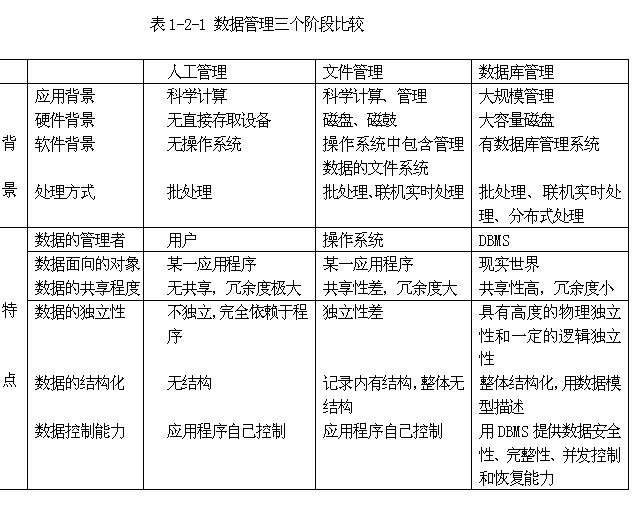 表1-2-1 数据管理三个阶段比较
人工管理 文件管理 数据库管理
应用背景 科学计算 科学计算、管理 大规模管理
硬件背景 无直接存取设备 磁盘、磁鼓 大容量磁盘
背 软件背景 无操作系统 操作系统中包含管理 有数据库管理系统
数据的文件系统
景 处理方式 批处理 批处理、联机实时处理 批处理、联机实时处
理、分布式处理
数据的管理者 用户 操作系统 DBMS
数据面向的对象 某一应用程序 某一应用程序 现实世界
数据的共享程度 无共享，冗余度极大 共享性差，冗余度大 共享性高，冗余度小
特 数据的独立性 不独立，完全依赖于程 独立性差 具有高度的物理独立
序 性和一定的逻辑独立
性
点 数据的结构化 无结构 记录内有结构，整体无 整体结构化，用数据模
结构 型描述
数据控制能力 应用程序自己控制 应用程序自己控制 用DBMS提供数据安全
性、完整性、并发控制
和恢复能力